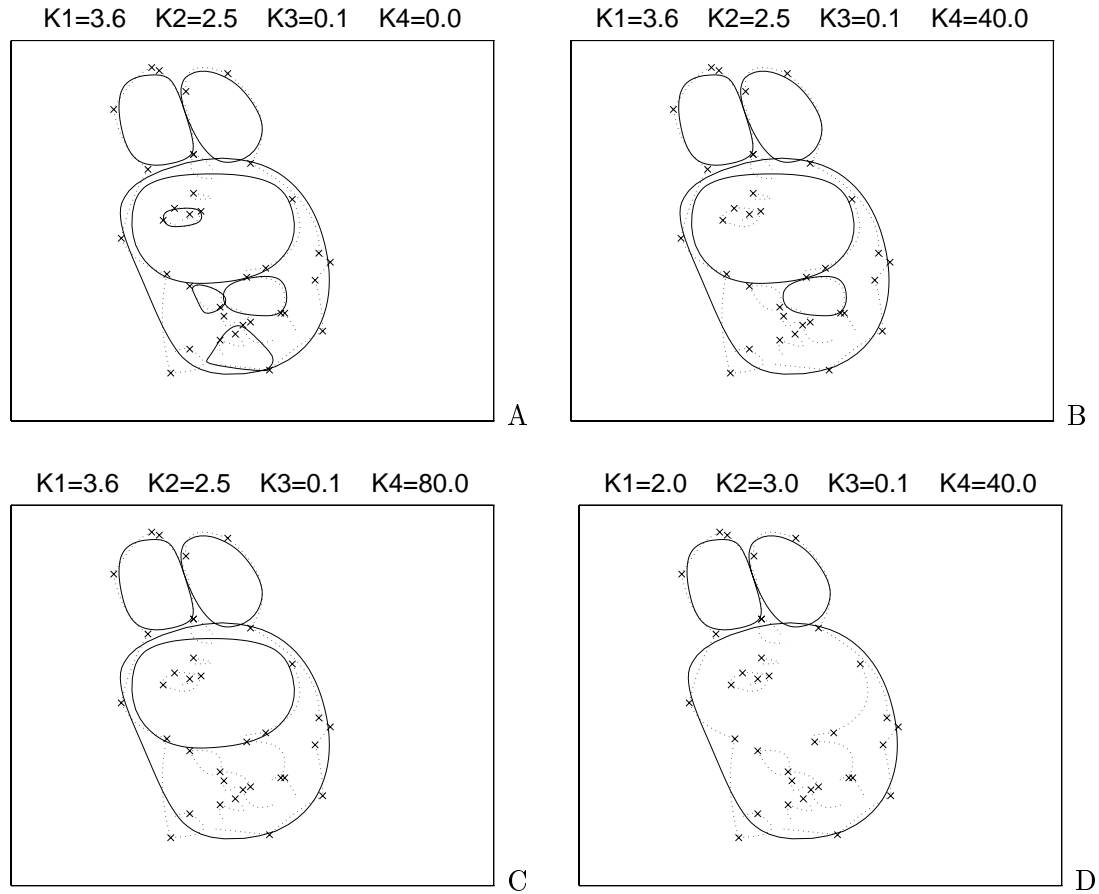 K1=3.6 K2=2.5 K3=0.1 K4=0.0
A
K1=3.6 K2=2.5 K3=0.1 K4=40.0
B
K1=3.6 K2=2.5 K3=0.1 K4=80.0
C
K1=2.0 K2=3.0 K3=0.1 K4=40.0
D